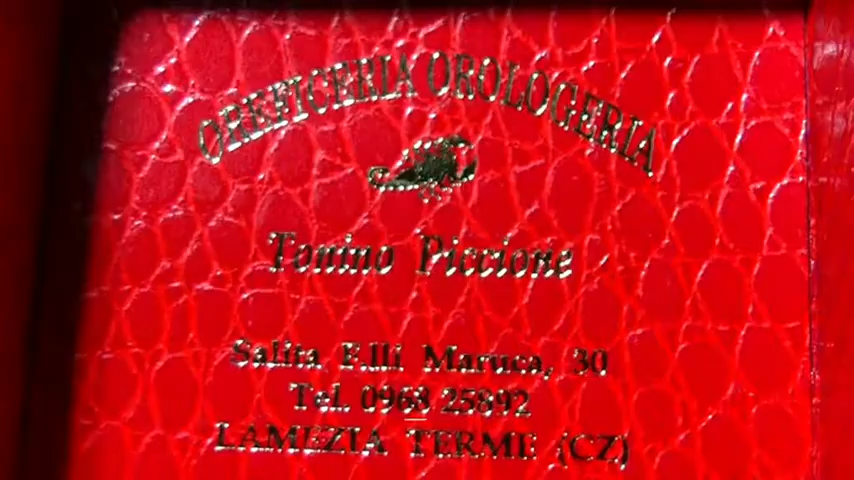 OREFICERIA OROLOGERIA
Tonino Piccione
Salita F.lli Maruca, 30
Tel. 0968 25892
LAMEZIA TERME (CZ)